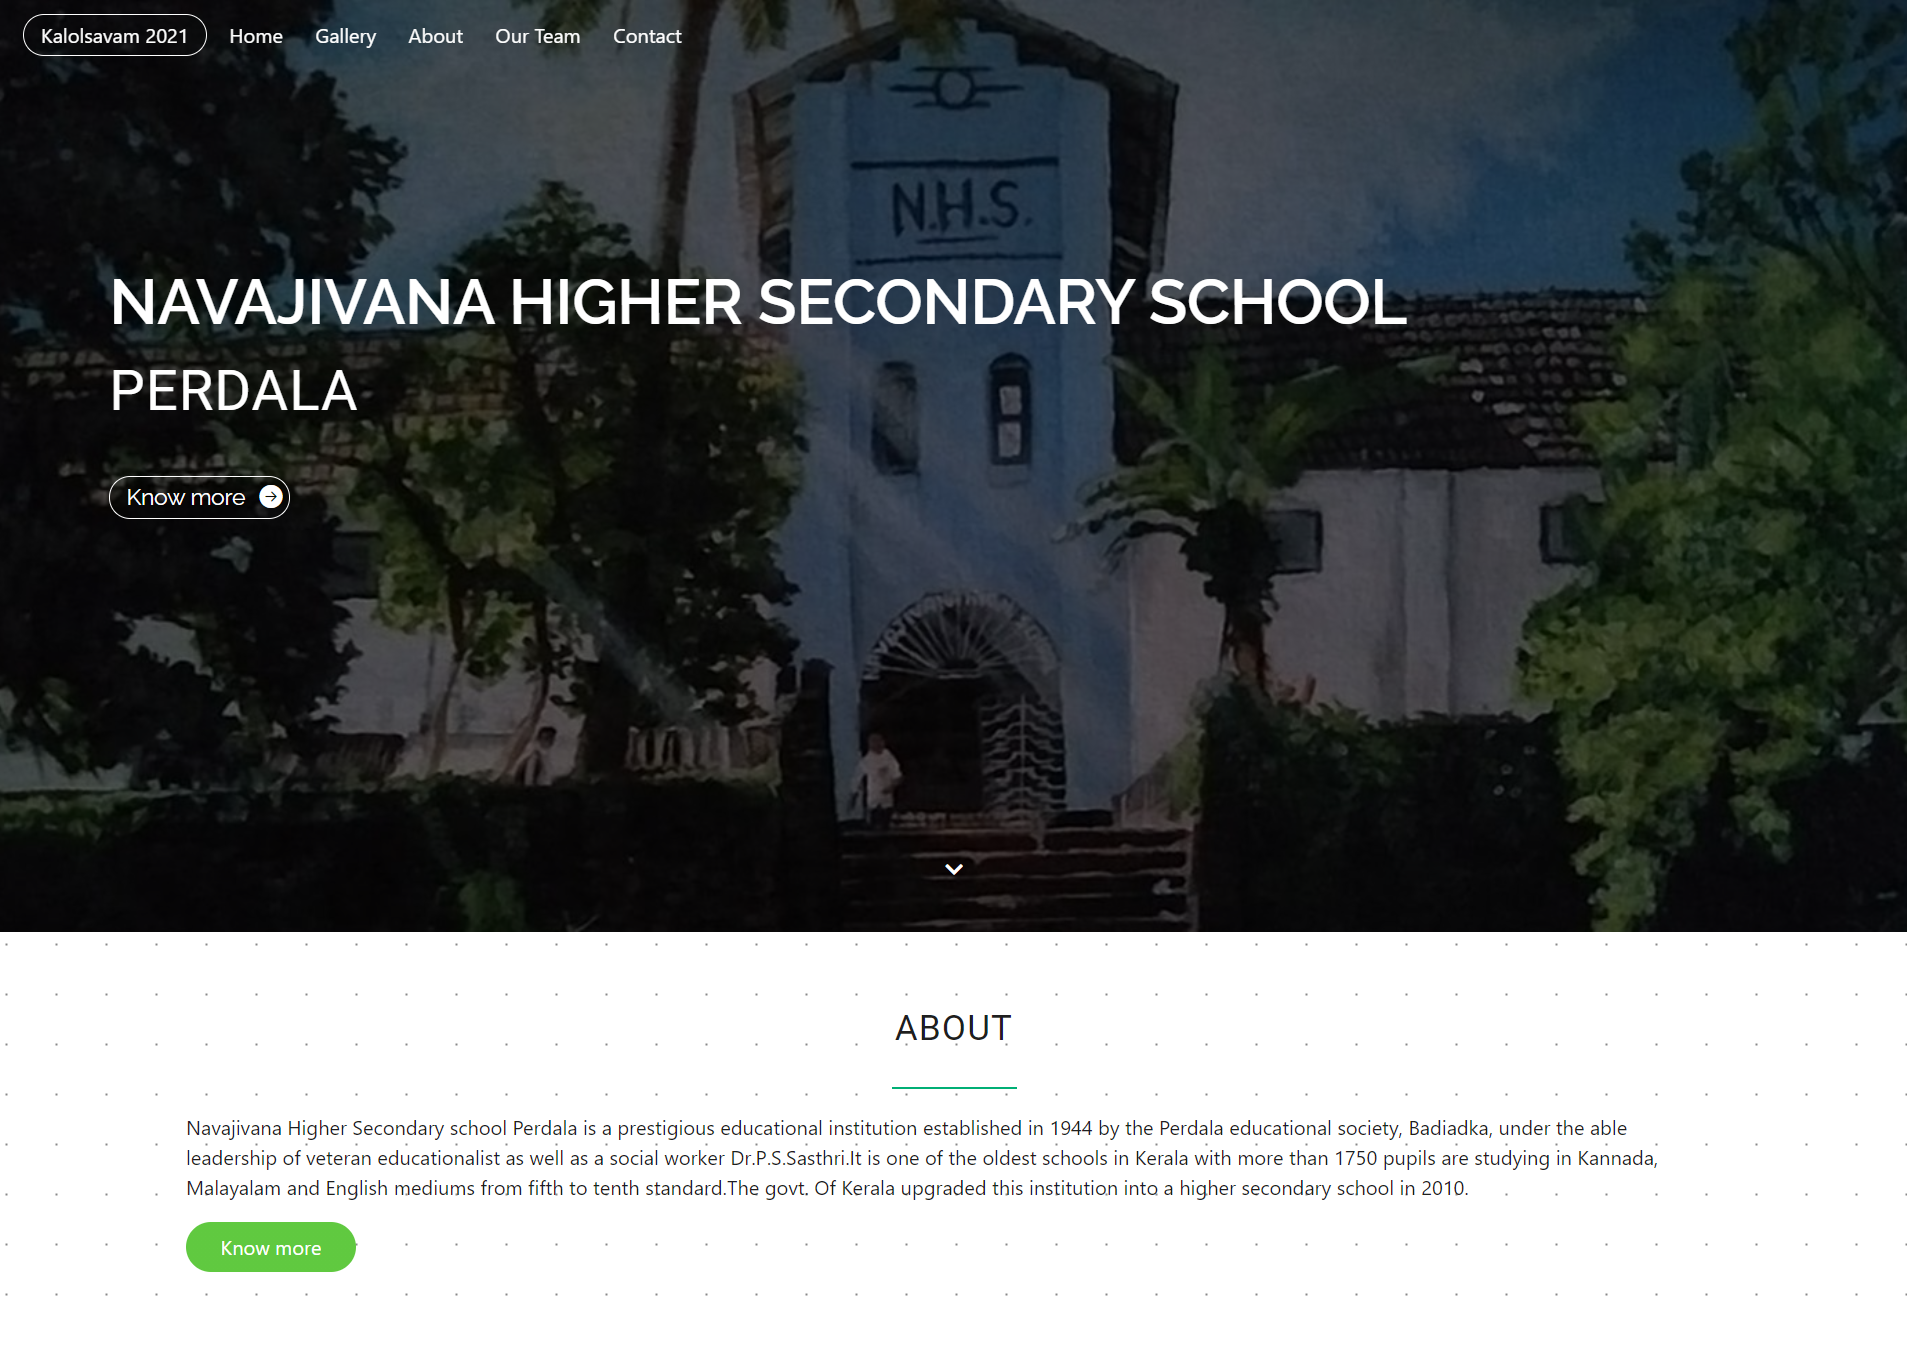 Kalolsavam 2021 Home Gallery About Our Team Contact
N.H.S.
NAVAJIVANA HIGHER SECONDARY SCHOOL
PERDALA
Know more
ABOUT
Navajivana Higher Secondary school Perdala is a prestigious educational institution established in 1944 by the Perdala educational society, Badiadka, under the able
leadership of veteran educationalist as well as a social worker Dr.P.S.Sasthri.It is one of the oldest schools in Kerala with more than 1750 pupils are studying in Kannada,
Malayalam and English mediums from fifth to tenth standard.The govt. Of Kerala upgraded this institution into a higher secondary school in 2010.
Know more